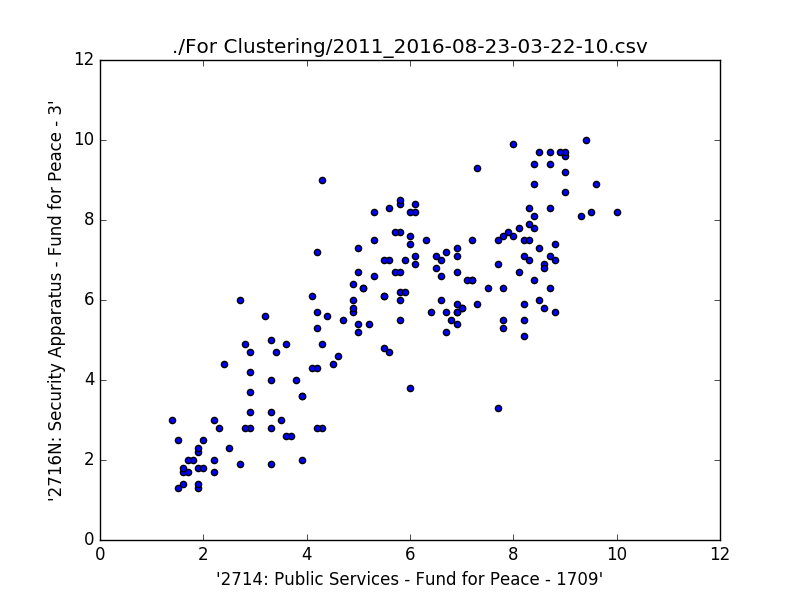 ./For Clustering/2011_2016-08-23-03-22-10.csv
12
10
8
6
4
2
0
'2716N: Security Apparatus - Fund for Peace - 3'
0 2 4 6 8 10 12
'2714: Public Services - Fund for Peace - 1709'